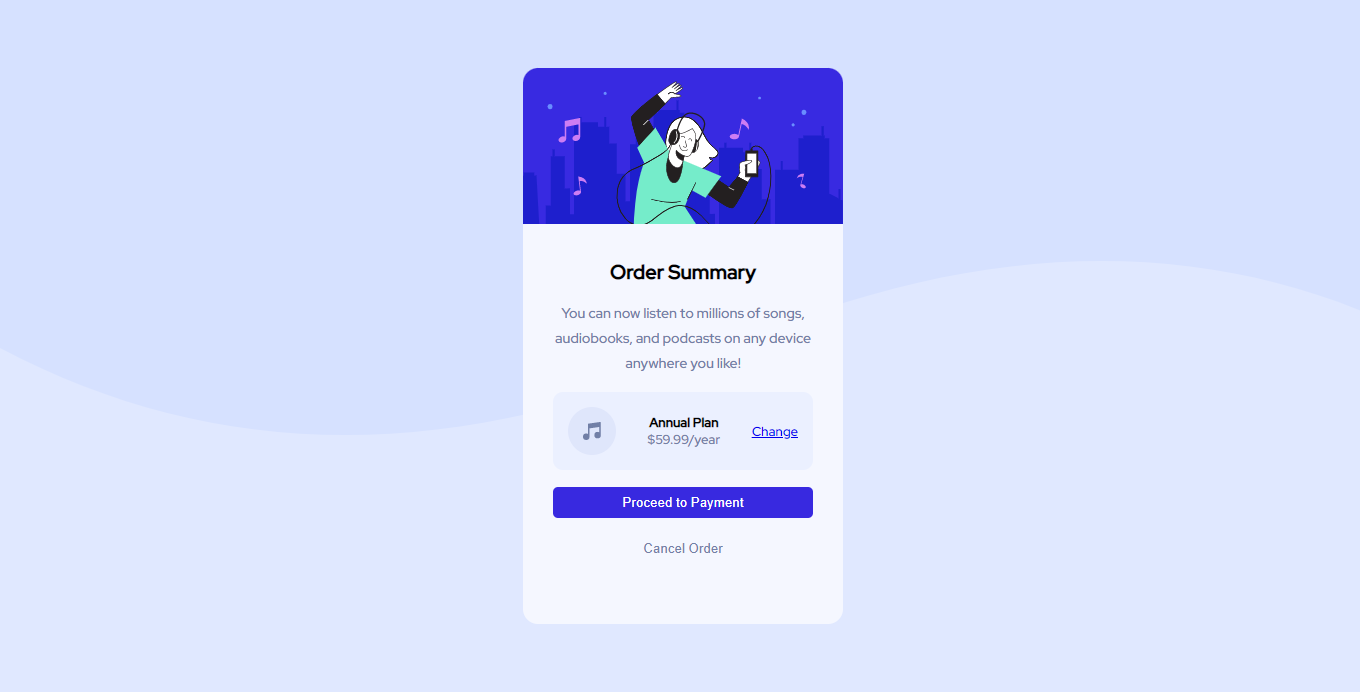 Order Summary
You can now listen to millions of songs,
audiobooks, and podcasts on any device
anywhere you like!
Annual Plan
$59.99/year
Change
Proceed to Payment
Cancel Order